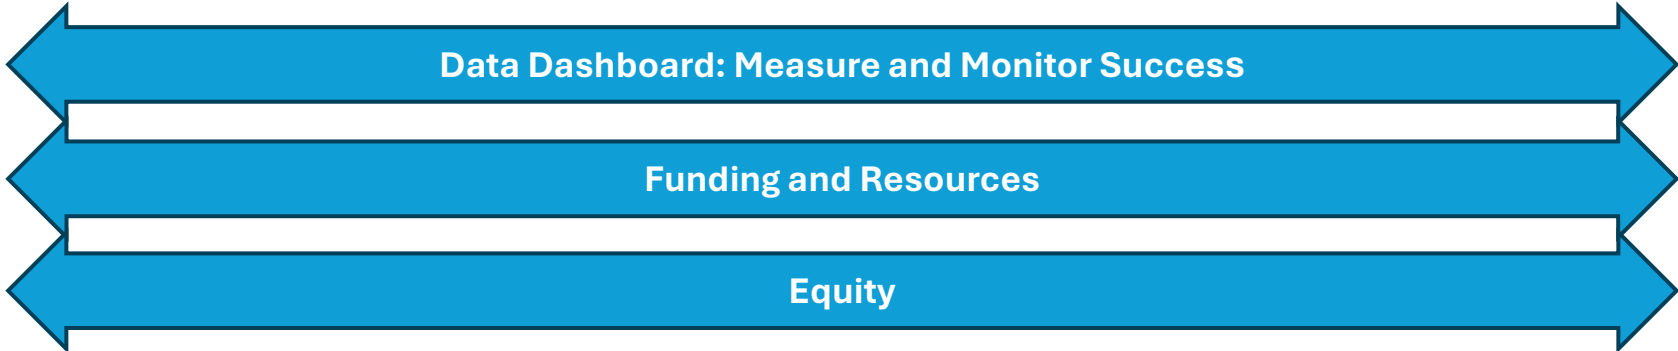 Data Dashboard: Measure and Monitor Success
Funding and Resources
Equity